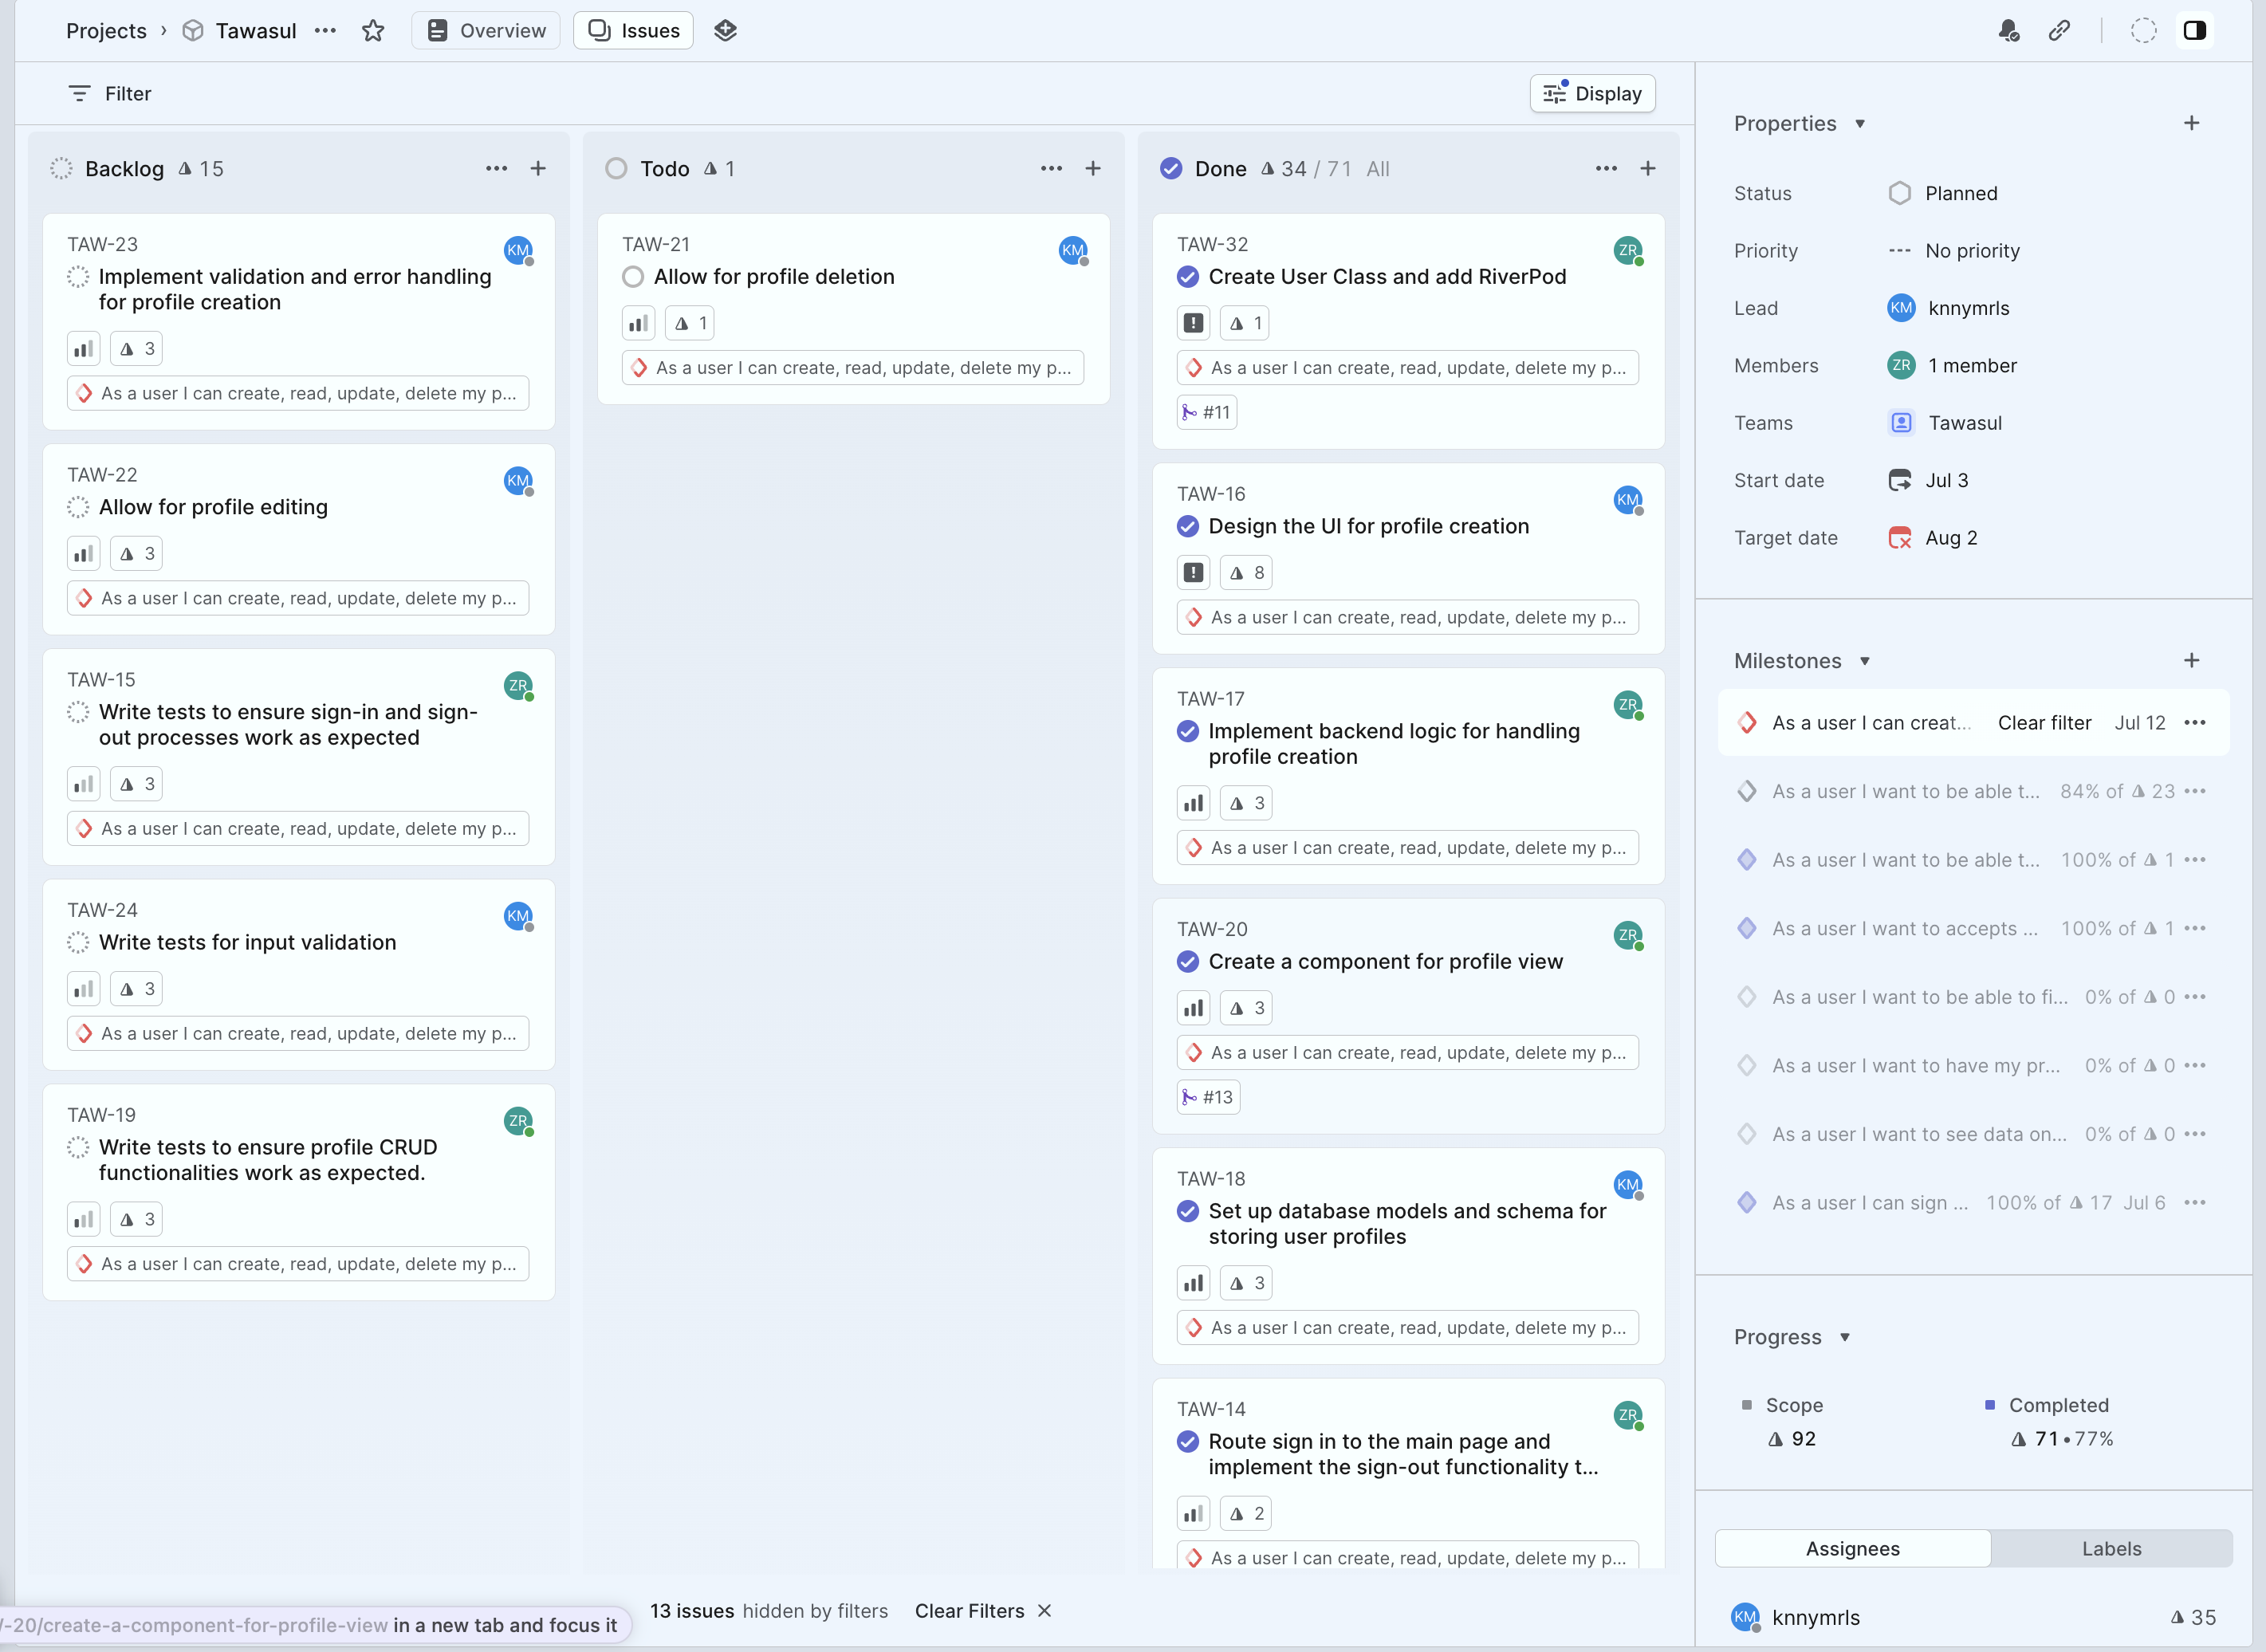 Projects › Tawasul
Overview
Issues
Filter
Display
Backlog 15
TAW-23
KM
Implement validation and error handling
for profile creation
3
As a user I can create, read, update, delete my p...
TAW-22
KM
Allow for profile editing
3
As a user I can create, read, update, delete my p...
TAW-15
ZR
Write tests to ensure sign-in and sign-
out processes work as expected
3
As a user I can create, read, update, delete my p...
TAW-24
KM
Write tests for input validation
3
As a user I can create, read, update, delete my p...
TAW-19
ZR
Write tests to ensure profile CRUD
functionalities work as expected.
3
As a user I can create, read, update, delete my p...
Todo 1
TAW-21
KM
Allow for profile deletion
1
As a user I can create, read, update, delete my p...
Done 34 / 71 All
TAW-32
ZR
Create User Class and add RiverPod
1
As a user I can create, read, update, delete my p...
#11
TAW-16
KM
Design the UI for profile creation
8
As a user I can create, read, update, delete my p...
TAW-17
ZR
Implement backend logic for handling
profile creation
3
As a user I can create, read, update, delete my p...
TAW-20
ZR
Create a component for profile view
3
As a user I can create, read, update, delete my p...
#13
TAW-18
KM
Set up database models and schema for
storing user profiles
3
As a user I can create, read, update, delete my p...
TAW-14
ZR
Route sign in to the main page and
implement the sign-out functionality t...
2
As a user I can create, read, update, delete my p...
13 issues hidden by filters Clear Filters
-20/create-a-component-for-profile-view in a new tab and focus it
Properties
Status Planned
Priority No priority
Lead KM knnymrls
Members ZR 1 member
Teams Tawasul
Start date Jul 3
Target date Aug 2
Milestones
As a user I can creat... Clear filter Jul 12
As a user I want to be able t... 84% of 23
As a user I want to be able t... 100% of 1
As a user I want to accepts ... 100% of 1
As a user I want to be able to fi... 0% of 0
As a user I want to have my pr... 0% of 0
As a user I want to see data on... 0% of 0
As a user I can sign ... 100% of 17 Jul 6
Progress
Scope
92
Completed
71 • 77%
Assignees
Labels
KM knnymrls 35